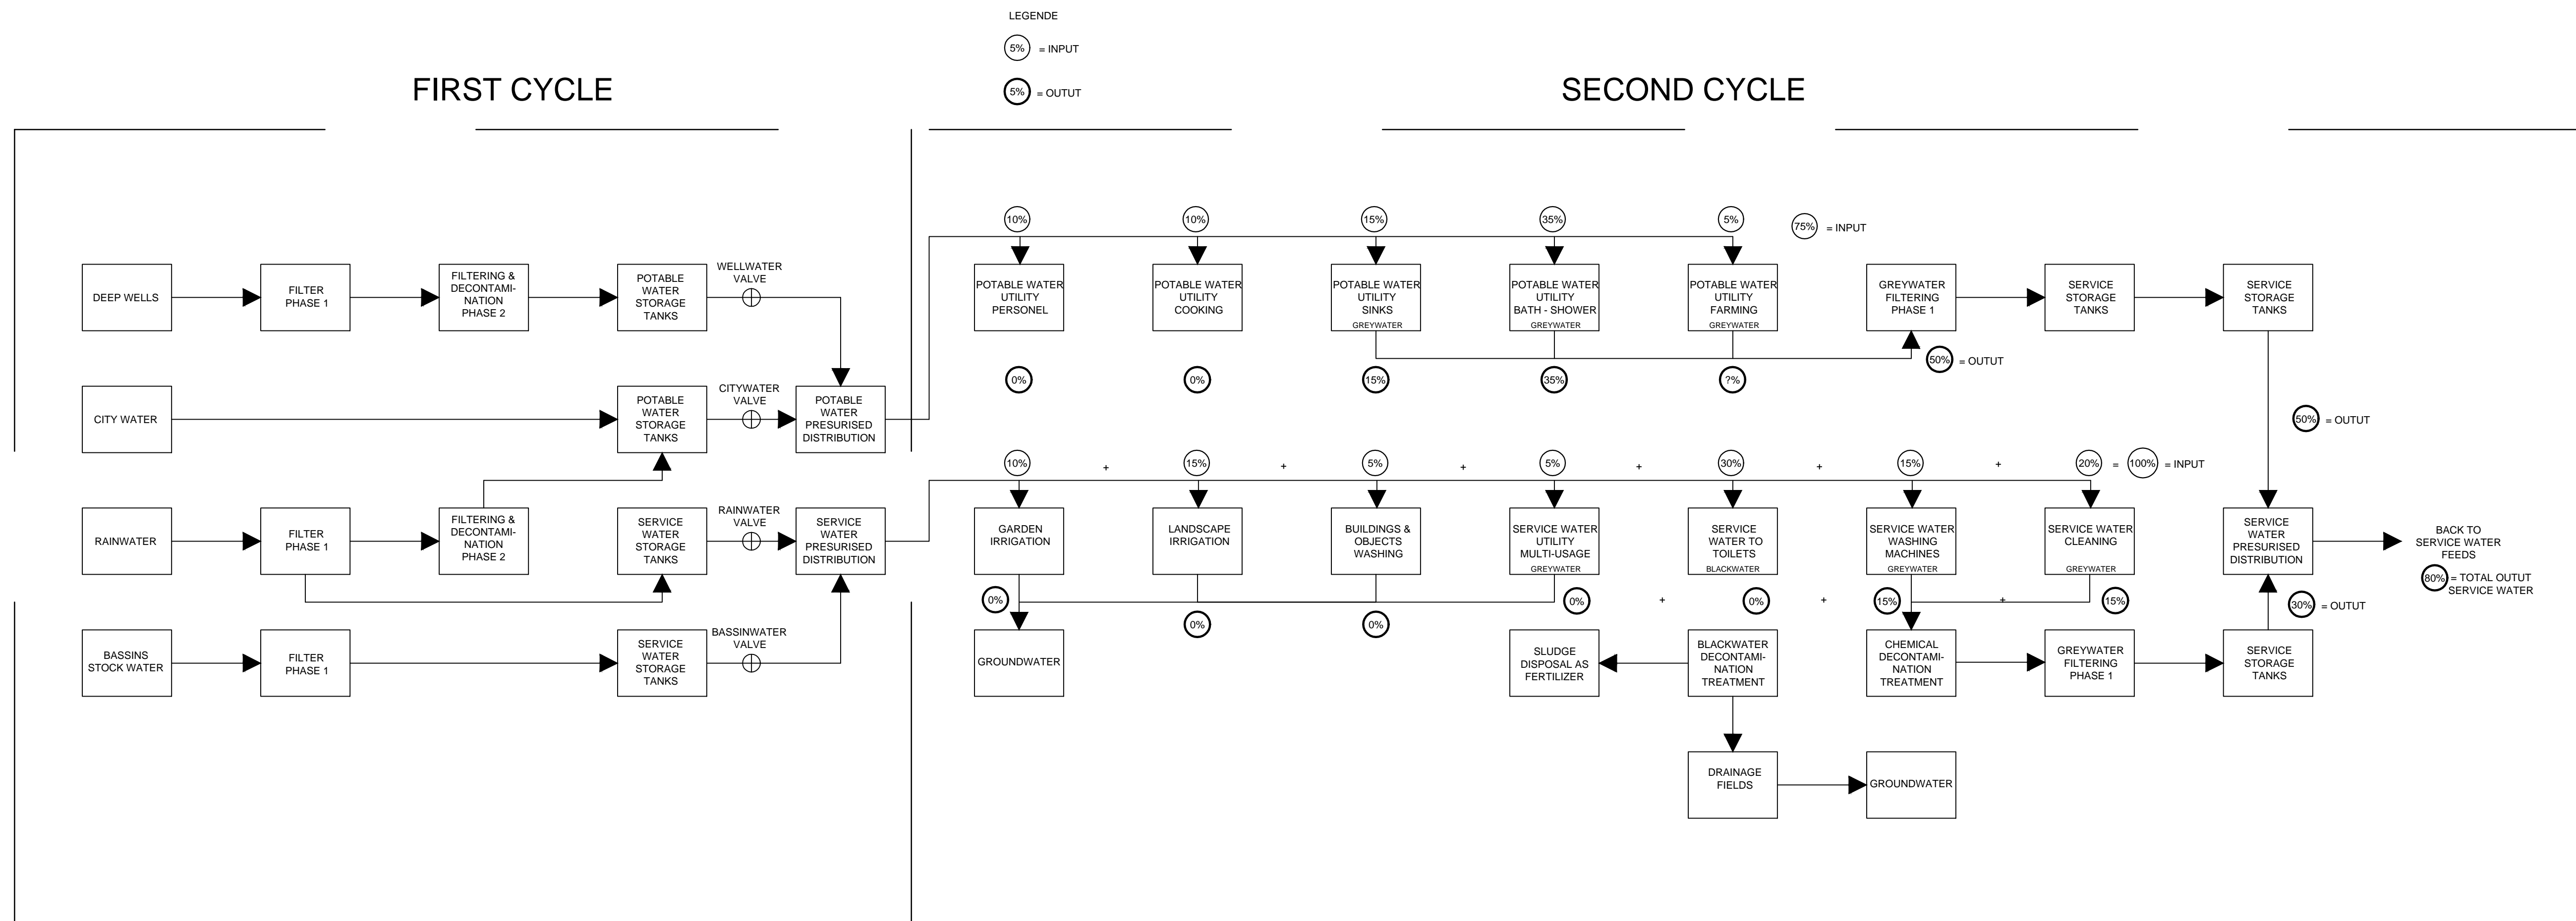 LEGENDE
5% = INPUT
5% = OUTUT
FIRST CYCLE
SECOND CYCLE
DEEP WELLS
FILTER
PHASE 1
FILTERING &
DECONTAMI-
NATION
PHASE 2
POTABLE
WATER
STORAGE
TANKS
WELLWATER
VALVE
CITY WATER
POTABLE
WATER
STORAGE
TANKS
CITYWATER
VALVE
POTABLE
WATER
PRESURISED
DISTRIBUTION
RAINWATER
FILTER
PHASE 1
FILTERING &
DECONTAMI-
NATION
PHASE 2
SERVICE
WATER
STORAGE
TANKS
RAINWATER
VALVE
SERVICE
WATER
PRESURISED
DISTRIBUTION
BASSINS
STOCK WATER
FILTER
PHASE 1
SERVICE
WATER
STORAGE
TANKS
BASSINWATER
VALVE
10%
10%
15%
35%
5%
75% = INPUT
POTABLE WATER
UTILITY
PERSONEL
POTABLE WATER
UTILITY
COOKING
POTABLE WATER
UTILITY
SINKS
GREYWATER
POTABLE WATER
UTILITY
BATH - SHOWER
GREYWATER
POTABLE WATER
UTILITY
FARMING
GREYWATER
GREYWATER
FILTERING
PHASE 1
SERVICE
STORAGE
TANKS
SERVICE
STORAGE
TANKS
0%
0%
15%
35%
?%
50% = OUTUT
50% = OUTUT
10% + 15% + 5% + 5% + 30% + 15% + 20% = 100% = INPUT
GARDEN
IRRIGATION
LANDSCAPE
IRRIGATION
BUILDINGS &
OBJECTS
WASHING
SERVICE WATER
UTILITY
MULTI-USAGE
GREYWATER
SERVICE
WATER TO
TOILETS
BLACKWATER
SERVICE WATER
WASHING
MACHINES
GREYWATER
SERVICE WATER
CLEANING
GREYWATER
SERVICE
WATER
PRESURISED
DISTRIBUTION
BACK TO
SERVICE WATER
FEEDS
80% = TOTAL OUTUT
SERVICE WATER
0%
0%
0%
0% + 0% + 15% + 15%
30% = OUTUT
GROUNDWATER
SLUDGE
DISPOSAL AS
FERTILIZER
BLACKWATER
DECONTAMI-
NATION
TREATMENT
CHEMICAL
DECONTAMI-
NATION
TREATMENT
GREYWATER
FILTERING
PHASE 1
SERVICE
STORAGE
TANKS
DRAINAGE
FIELDS
GROUNDWATER